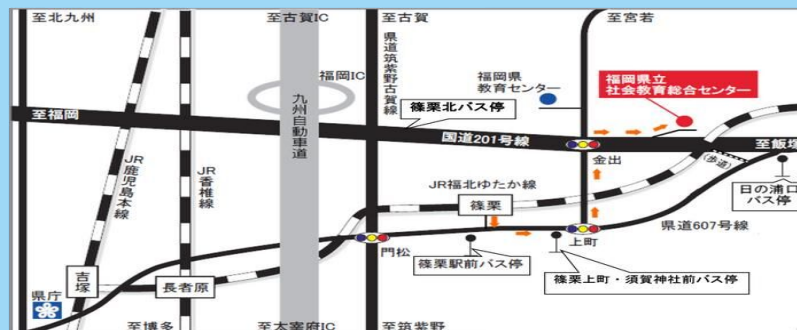 至北九州
至古賀IC
至古賀
至宮若
県道筑紫野古賀線
福岡IC
九州自動車道
福岡県
教育センター
福岡県立
社会教育総合センター
篠栗北バス停
至福岡
国道201号線
金出
至飯塚
(歩道)
JR鹿児島本線
JR香椎線
JR福北ゆたか線
篠栗
日の浦口
バス停
県道607号線
上町
門松
篠栗駅前バス停
篠栗上町・須賀神社前バス停
吉塚
長者原
県庁
至博多
至太宰府IC
至筑紫野